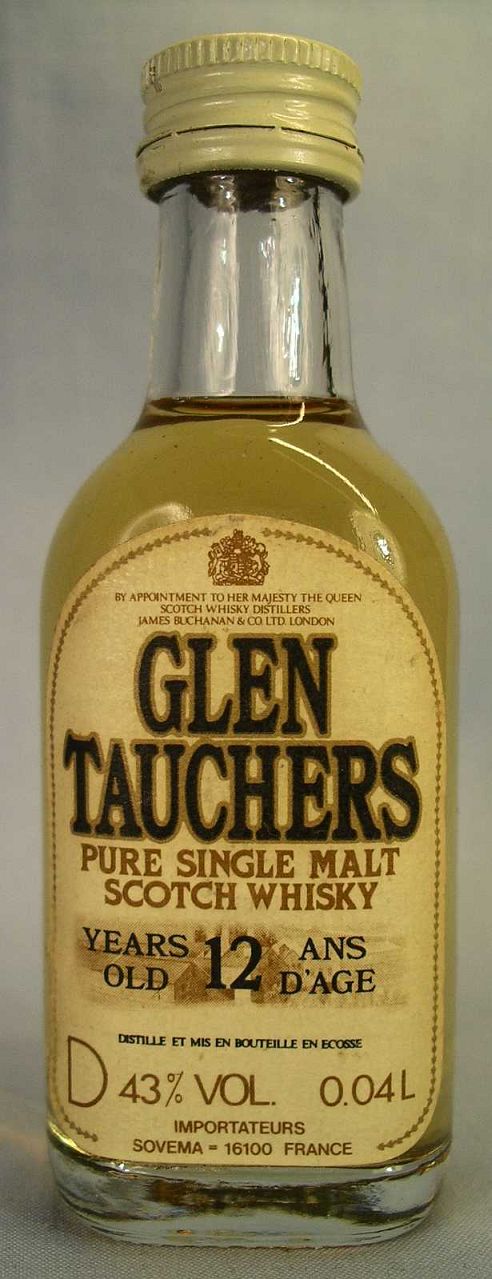 BY APPOINTMENT TO HER MAJESTY THE QUEEN
SCOTCH WHISKY DISTILLERS
JAMES BUCHANAN & CO. LTD. LONDON
GLEN
TAUCHERS
PURE SINGLE MALT
SCOTCH WHISKY
YEARS OLD 12 ANS D'AGE
DISTILLE ET MIS EN BOUTEILLE EN ECOSSE
D 43% VOL. 0.04 L
IMPORTATEURS
SOVEMA = 16100 FRANCE